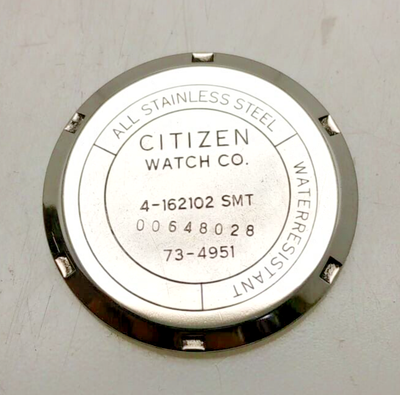 ALL STAINLESS STEEL
WATERRESISTANT
CITIZEN
WATCH CO.
4-162102 SMT
00648028
73-4951